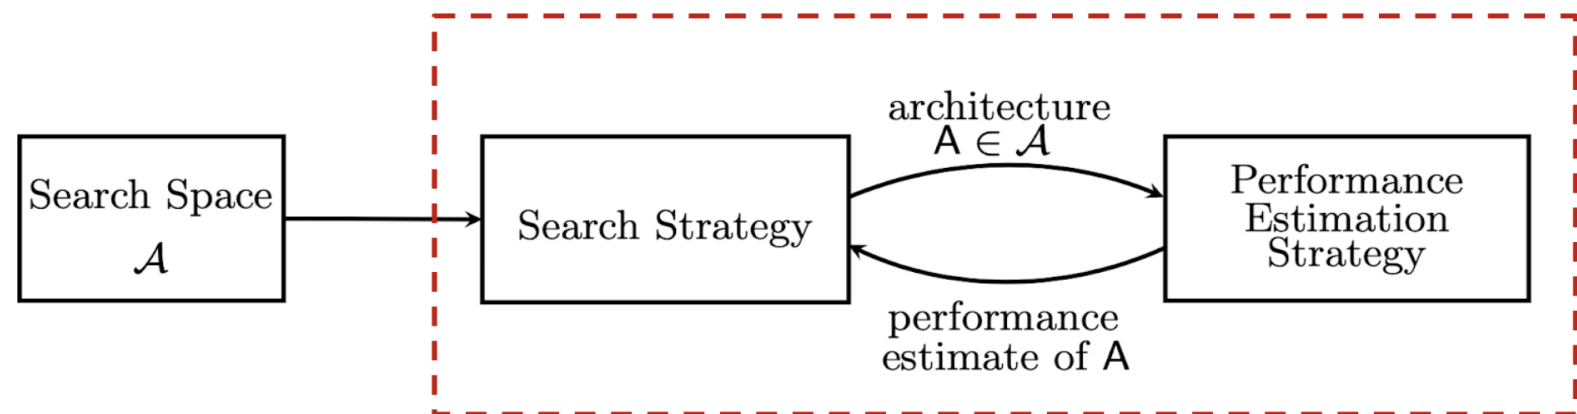 Search Space
𝒜
Search Strategy
architecture
A ∈ 𝒜
Performance
Estimation
Strategy
performance
estimate of A